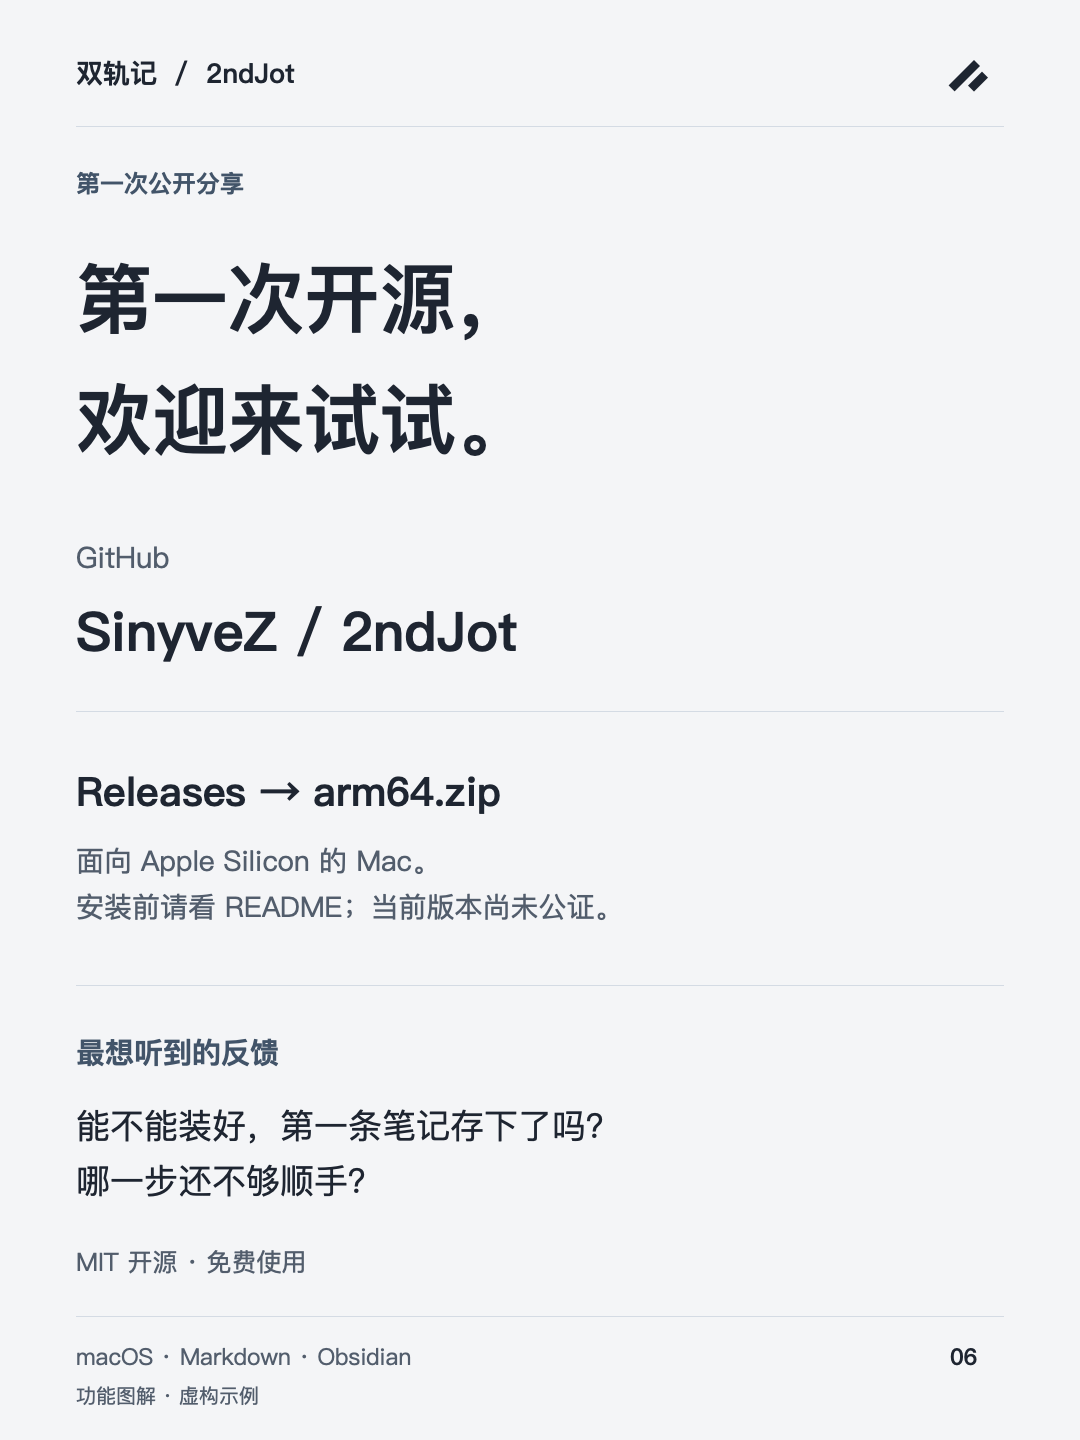 双轨记 / 2ndJot
第一次公开分享
第一次开源，
欢迎来试试。
GitHub
SinyveZ / 2ndJot
Releases → arm64.zip
面向 Apple Silicon 的 Mac。
安装前请看 README；当前版本尚未公证。
最想听到的反馈
能不能装好，第一条笔记存下了吗？
哪一步还不够顺手？
MIT 开源 · 免费使用
macOS · Markdown · Obsidian
06
功能图解 · 虚构示例